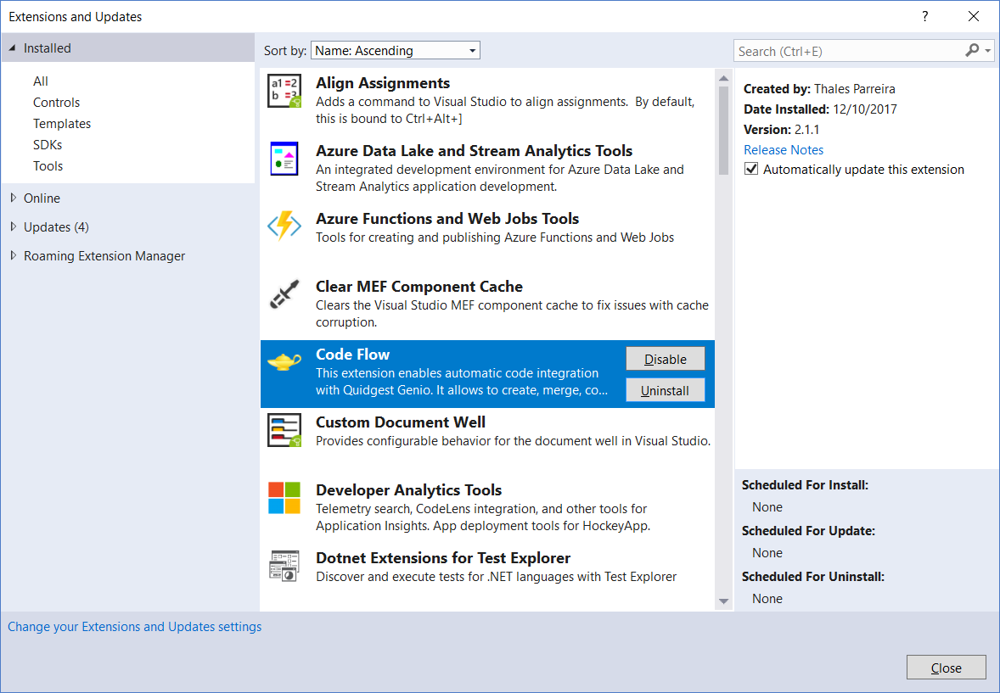 Extensions and Updates
?
Installed
All
Controls
Templates
SDKs
Tools
Online
Updates (4)
Roaming Extension Manager
Sort by: Name: Ascending
a1 =2
b =3
Align Assignments
Adds a command to Visual Studio to align assignments.  By default,
this is bound to Ctrl+Alt+]
Azure Data Lake and Stream Analytics Tools
An integrated development environment for Azure Data Lake and
Stream Analytics application development.
Azure Functions and Web Jobs Tools
Tools for creating and publishing Azure Functions and Web Jobs
Clear MEF Component Cache
Clears the Visual Studio MEF component cache to fix issues with cache
corruption.
Code Flow
This extension enables automatic code integration
with Quidgest Genio. It allows to create, merge, co...
Disable
Uninstall
Custom Document Well
Provides configurable behavior for the document well in Visual Studio.
Developer Analytics Tools
Telemetry search, CodeLens integration, and other tools for
Application Insights. App deployment tools for HockeyApp.
Dotnet Extensions for Test Explorer
Discover and execute tests for .NET languages with Test Explorer
Search (Ctrl+E)
Created by: Thales Parreira
Date Installed: 12/10/2017
Version: 2.1.1
Release Notes
Automatically update this extension
Scheduled For Install:
None
Scheduled For Update:
None
Scheduled For Uninstall:
None
Change your Extensions and Updates settings
Close